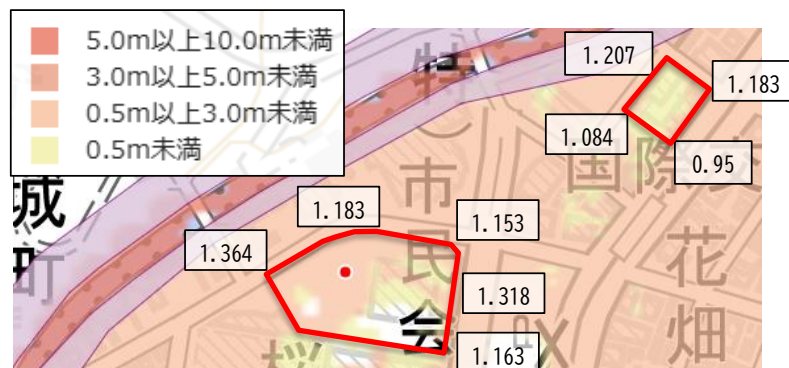 5.0m以上10.0m未満
3.0m以上5.0m未満
0.5m以上3.0m未満
0.5m未満
1.207
1.183
1.084
0.95
国際交
城
町
特
市
民
会
花
畑
桜
1.183
1.153
1.364
1.318
1.163